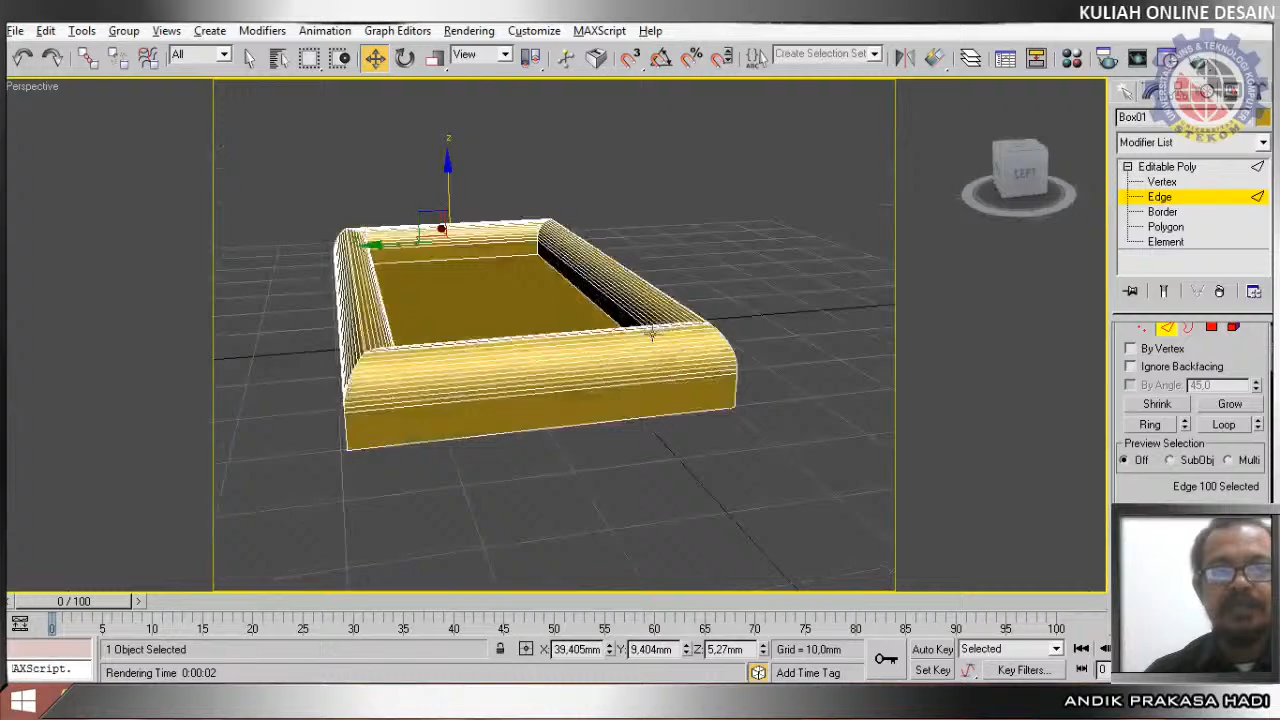 KULIAH ONLINE DESAIN
File Edit Tools Group Views Create Modifiers Animation Graph Editors Rendering Customize MAXScript Help
All View Create Selection Set
Perspective
STEKOM
Box01
Modifier List
Editable Poly
Vertex
Edge
Border
Polygon
Element
z
LEFT
By Vertex
Ignore Backfacing
By Angle: 45,0
Shrink Grow
Ring Loop
Preview Selection
Off SubObj Multi
Edge 100 Selected
0 / 100
0 5 10 15 20 25 30 35 40 45 50 55 60 65 70 75 80 85 90 95 100
1 Object Selected X: 39,405mm Y: 9,404mm Z: 5,27mm Grid = 10,0mm Auto Key Selected
AXScript. Rendering Time 0:00:02 Add Time Tag Set Key Key Filters... 0
ANDIK PRAKASA HADI